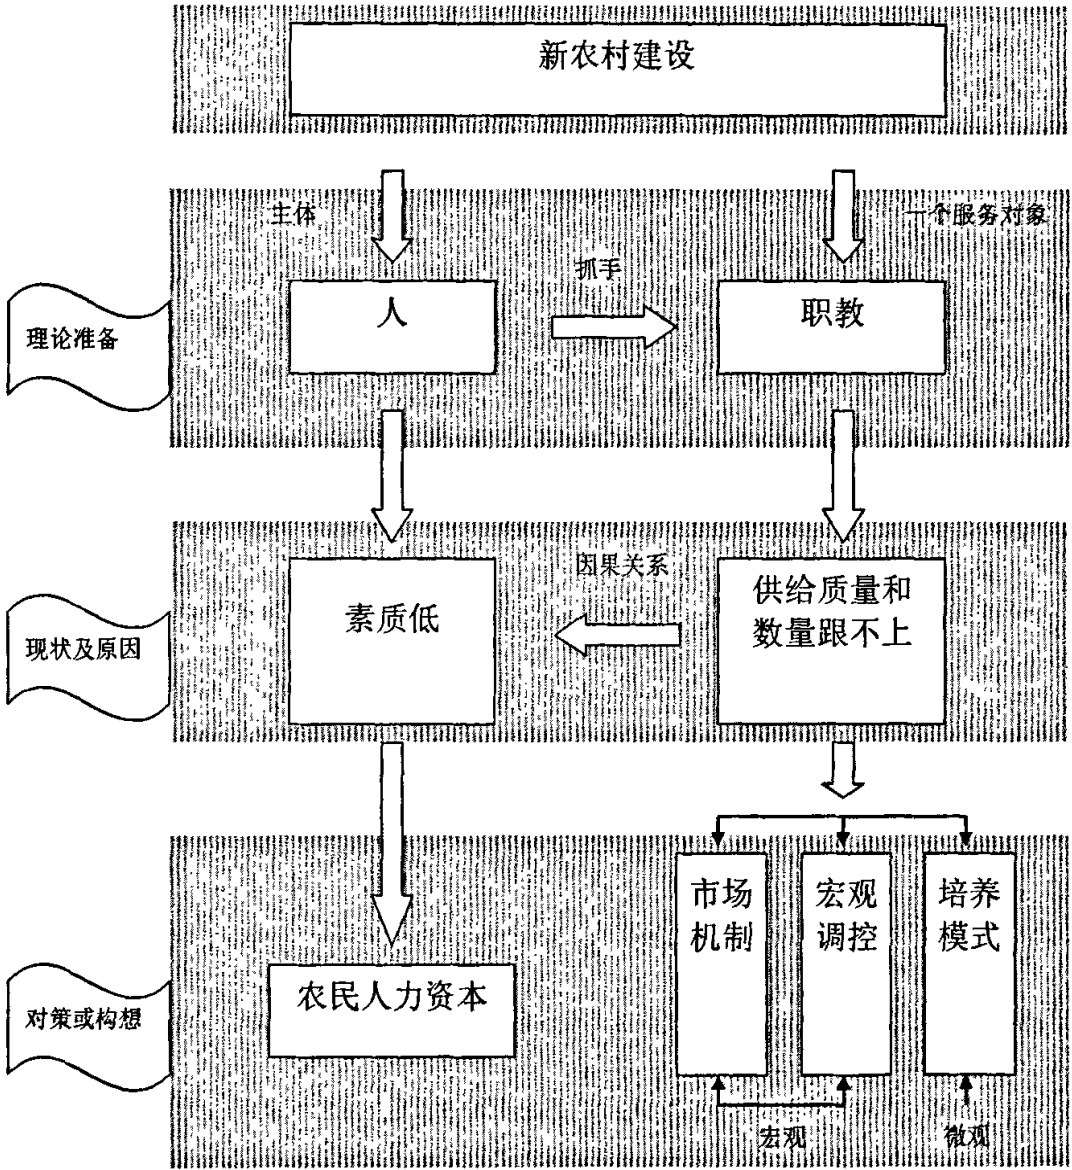 新农村建设
主体
一个服务对象
抓手
人
职教
理论准备
因果关系
素质低
供给质量和
数量跟不上
现状及原因
市场
机制
宏观
调控
培养
模式
农民人力资本
对策或构想
宏观
微观